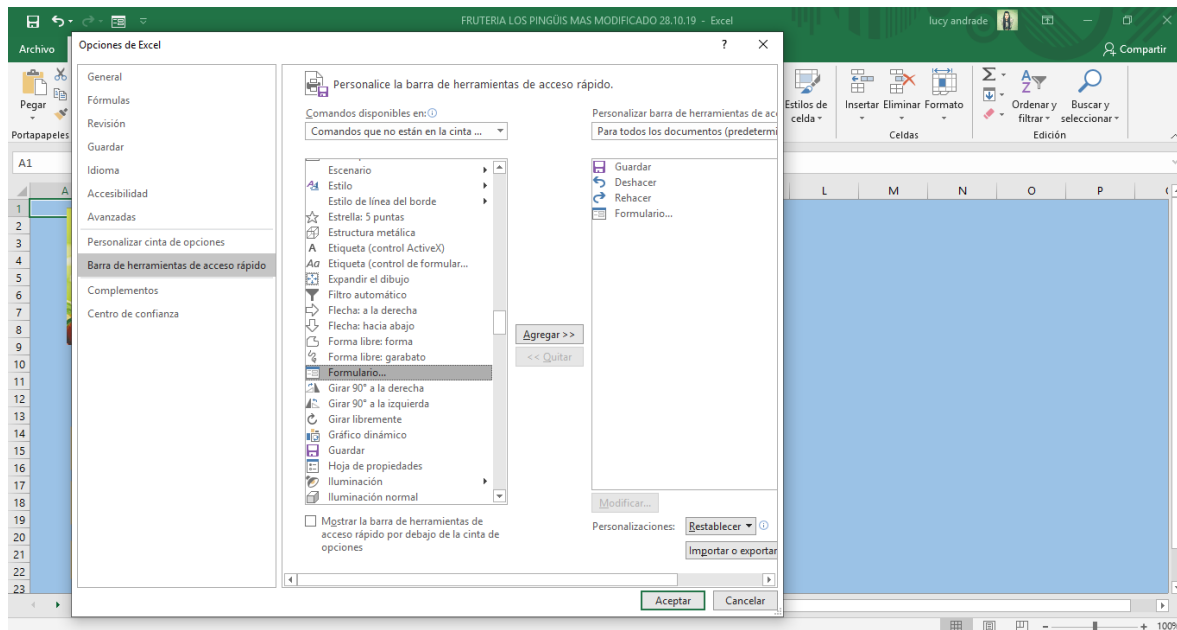 FRUTERIA LOS PINGÜIS MAS MODIFICADO 28.10.19 - Excel
lucy andrade
Archivo
Compartir
Pegar
Portapapeles
Estilos de celda
Insertar Eliminar Formato
Celdas
Ordenar y filtrar
Buscar y seleccionar
Edición
A1
A L M N O P
1
2
3
4
5
6
7
8
9
10
11
12
13
14
15
16
17
18
19
20
21
22
23
Opciones de Excel
General
Fórmulas
Revisión
Guardar
Idioma
Accesibilidad
Avanzadas
Personalizar cinta de opciones
Barra de herramientas de acceso rápido
Complementos
Centro de confianza
Personalice la barra de herramientas de acceso rápido.
Comandos disponibles en:
Comandos que no están en la cinta ...
Escenario
Estilo
Estilo de línea del borde
Estrella: 5 puntas
Estructura metálica
Etiqueta (control ActiveX)
Etiqueta (control de formular...
Expandir el dibujo
Filtro automático
Flecha: a la derecha
Flecha: hacia abajo
Forma libre: forma
Forma libre: garabato
Formulario...
Girar 90° a la derecha
Girar 90° a la izquierda
Girar libremente
Gráfico dinámico
Guardar
Hoja de propiedades
Iluminación
Iluminación normal
Mostrar la barra de herramientas de
acceso rápido por debajo de la cinta de
opciones
Agregar >>
<< Quitar
Personalizar barra de herramientas de ac
Para todos los documentos (predetermi
Guardar
Deshacer
Rehacer
Formulario...
Modificar...
Personalizaciones: Restablecer
Importar o exportar
Aceptar Cancelar
100%